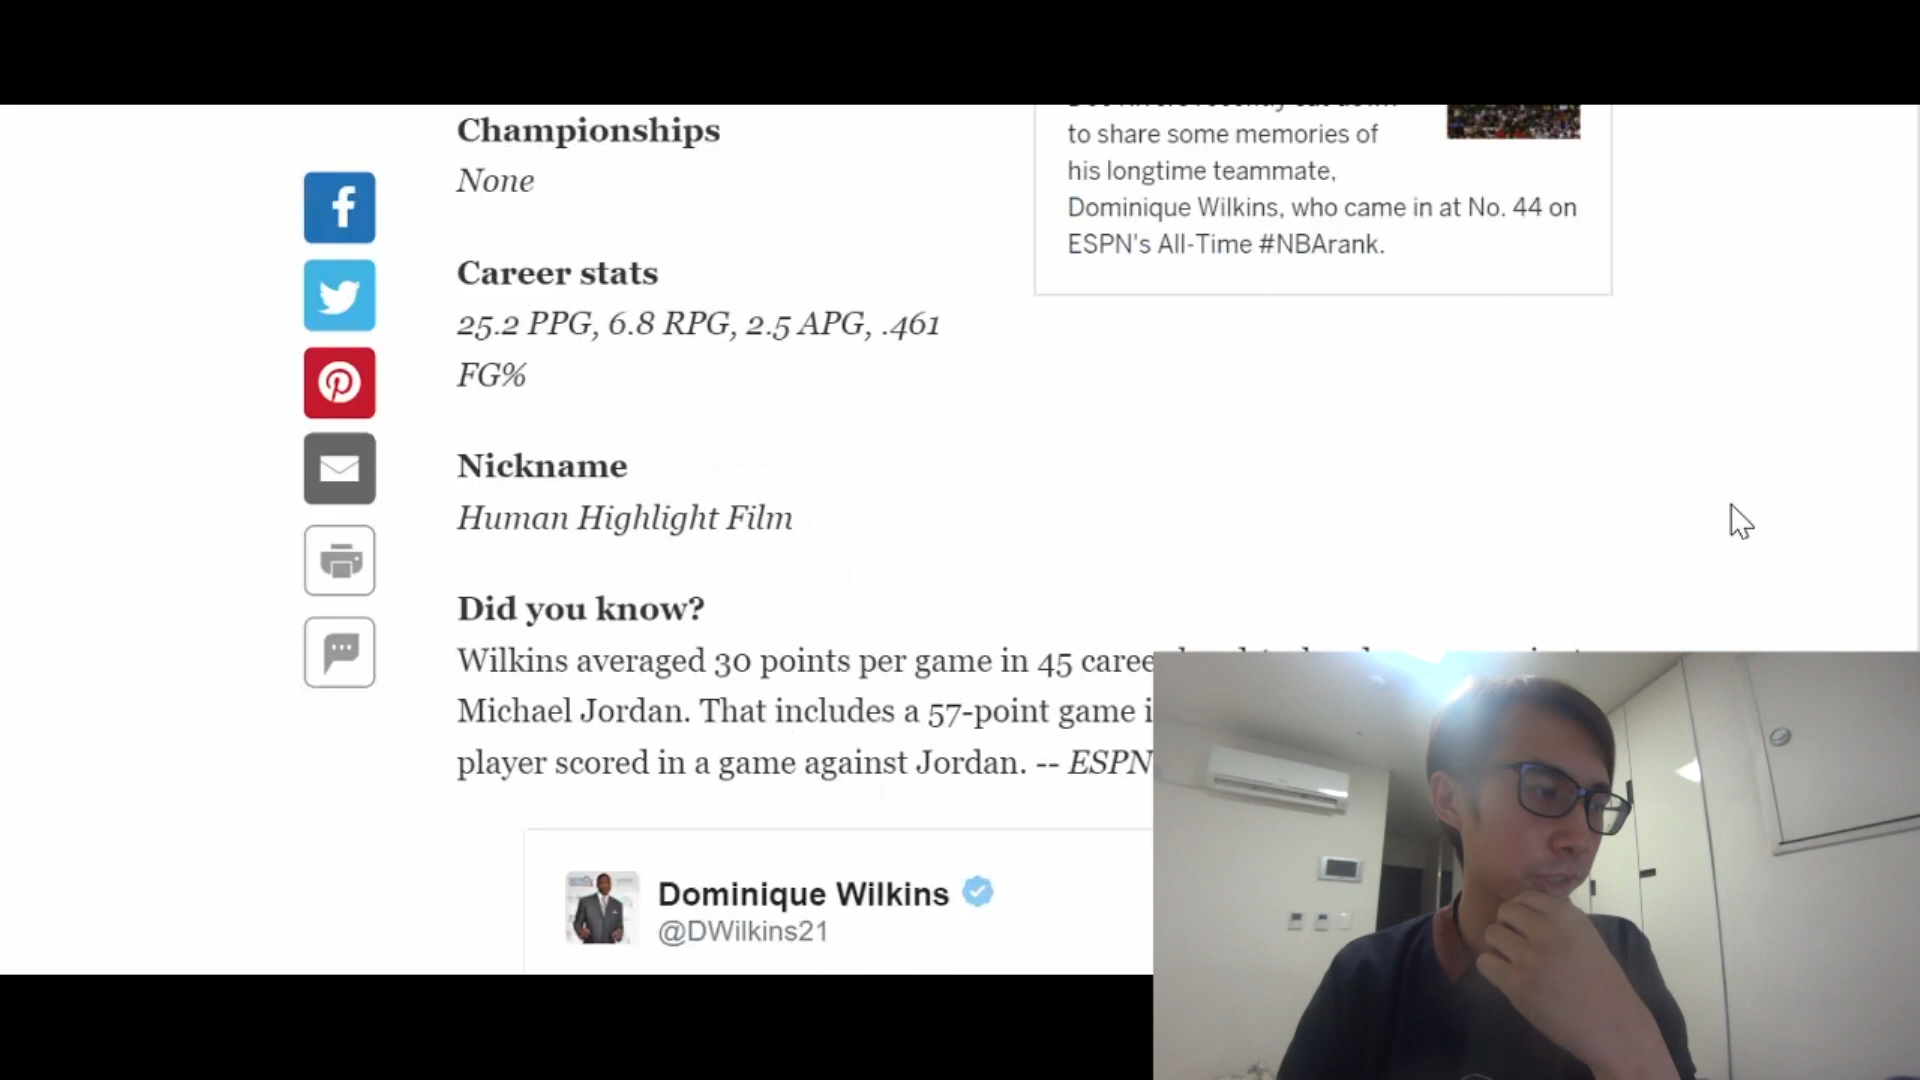 Championships
None
Career stats
25.2 PPG, 6.8 RPG, 2.5 APG, .461
FG%
Nickname
Human Highlight Film
Did you know?
Wilkins averaged 30 points per game in 45
Michael Jordan. That includes a 57-point game
player scored in a game against Jordan. -- ESPN
Dominique Wilkins
@DWilkins21
to share some memories of
his longtime teammate,
Dominique Wilkins, who came in at No. 44 on
ESPN's All-Time #NBArank.